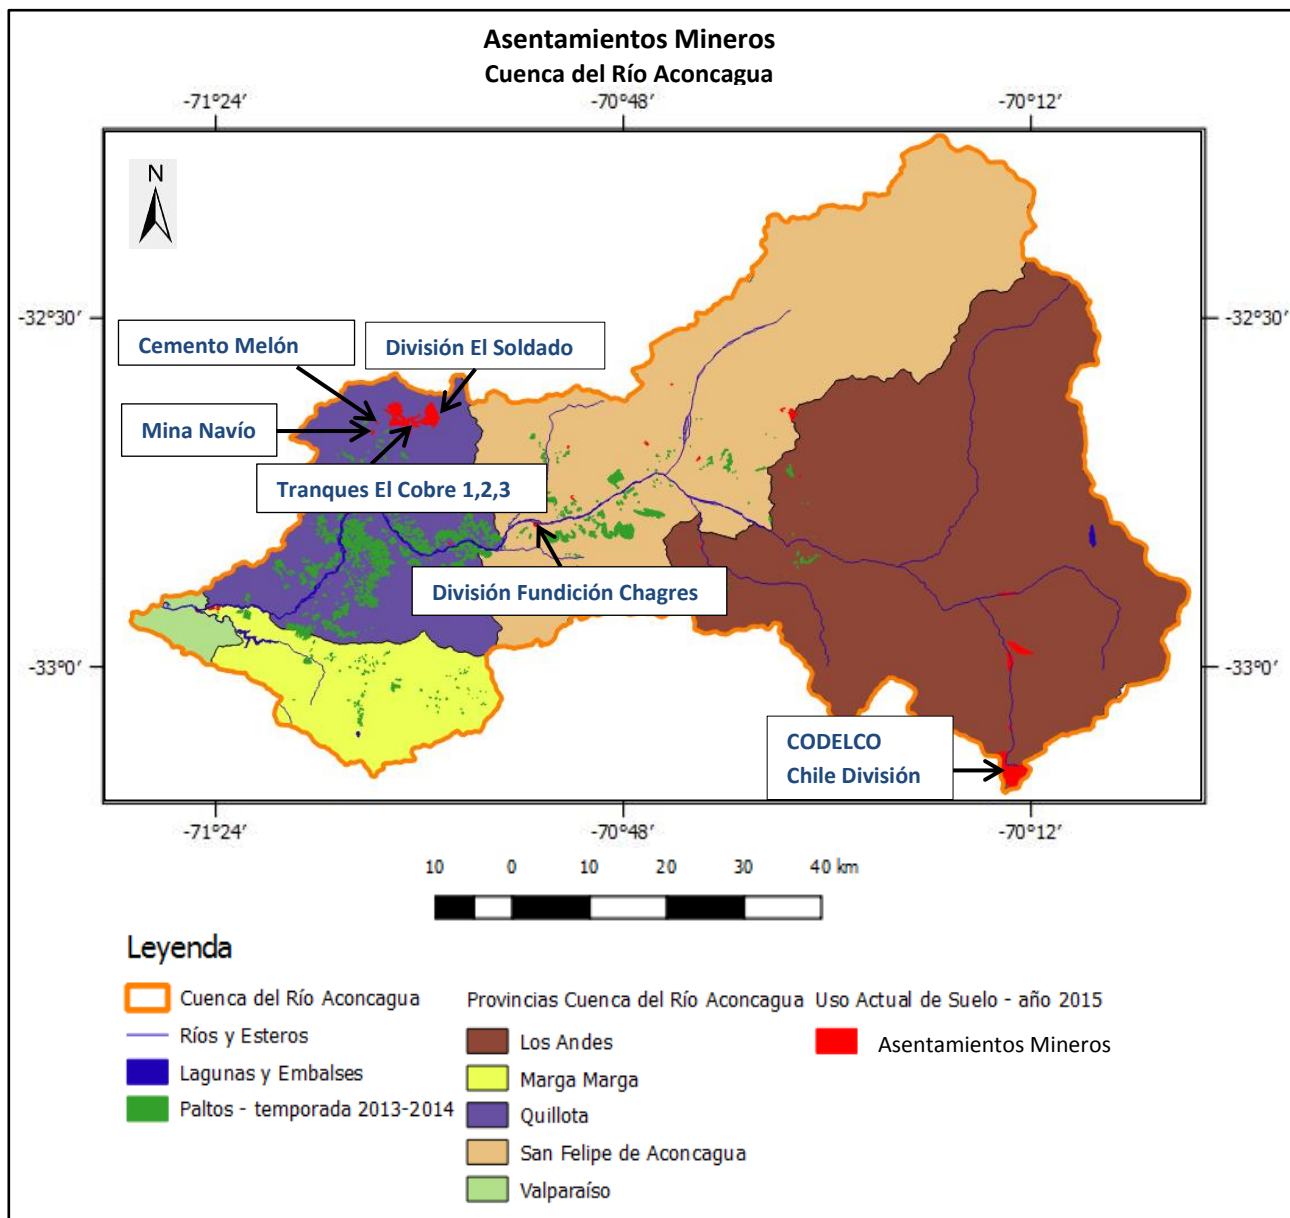 Asentamientos Mineros
Cuenca del Río Aconcagua
-71°24’ -70°48’ -70°12’
N
-32°30’ -32°30’
Cemento Melón
División El Soldado
Mina Navío
Tranques El Cobre 1,2,3
División Fundición Chagres
-33°0’ -33°0’
CODELCO
Chile División
-71°24’ -70°48’ -70°12’
10 0 10 20 30 40 km
Leyenda
Cuenca del Río Aconcagua
Ríos y Esteros
Lagunas y Embalses
Paltos - temporada 2013-2014
Provincias Cuenca del Río Aconcagua
Los Andes
Marga Marga
Quillota
San Felipe de Aconcagua
Valparaíso
Uso Actual de Suelo - año 2015
Asentamientos Mineros